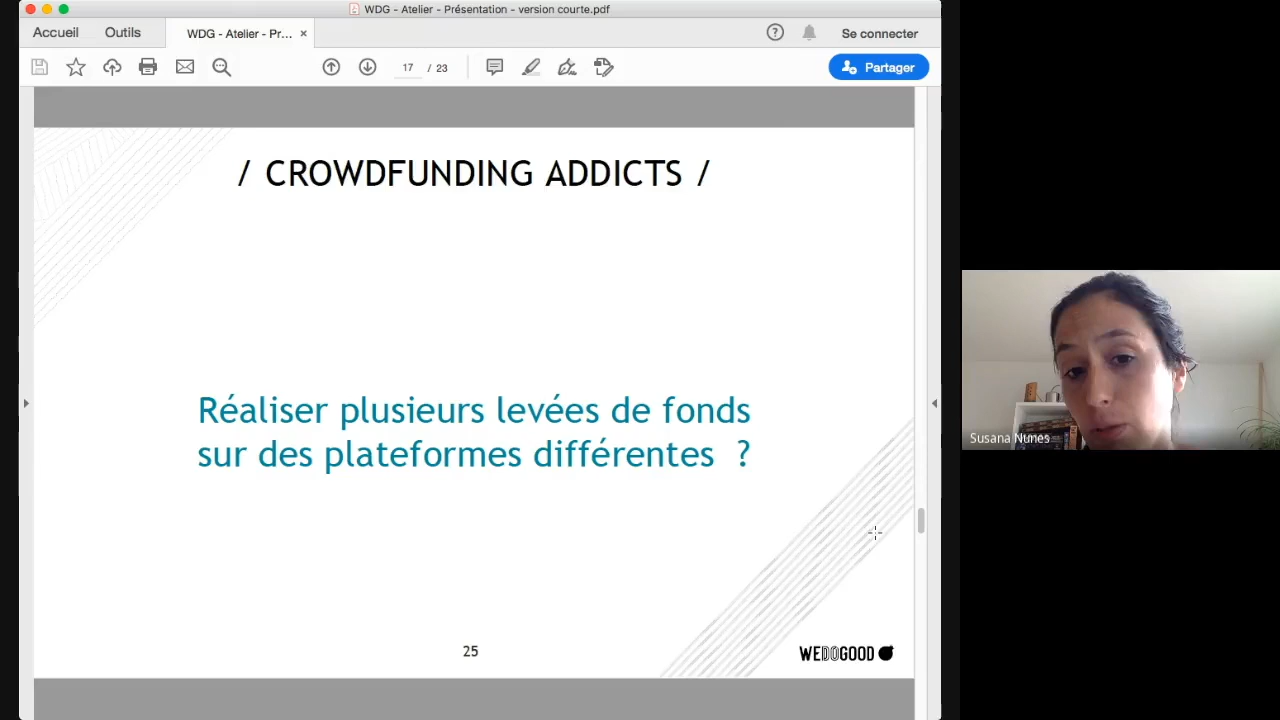 WDG - Atelier - Présentation - version courte.pdf
Accueil
Outils
WDG - Atelier - Pr... ×
Se connecter
17 / 23
Partager
/ CROWDFUNDING ADDICTS /
Réaliser plusieurs levées de fonds
sur des plateformes différentes ?
Susana Nunes
25
WEDOGOOD